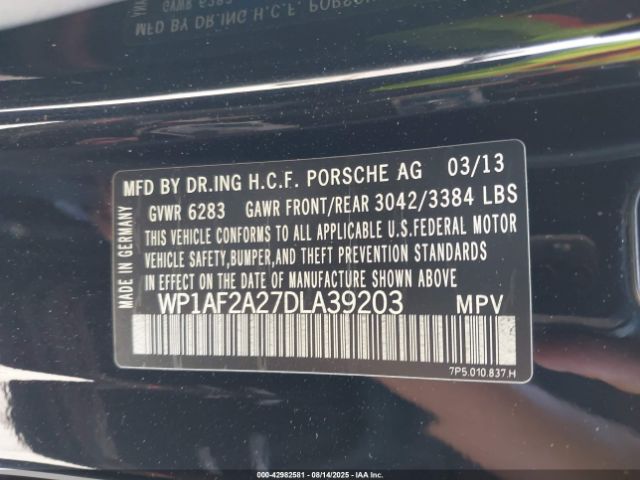 MFD BY DR.ING H.C.F. PORSCHE AG 03/13
GVWR 6283 GAWR FRONT/REAR 3042/3384 LBS
THIS VEHICLE CONFORMS TO ALL APPLICABLE U.S.FEDERAL MOTOR
VEHICLE SAFETY,BUMPER,AND THEFT PREVENTION STANDARDS
IN EFFECT ON THE DATE OF MANUFACTURE SHOWN ABOVE
WP1AF2A27DLA39203 MPV
MADE IN GERMANY
7P5.010.837.H
000-42982581 - 08/14/2025 - IAAI.COM